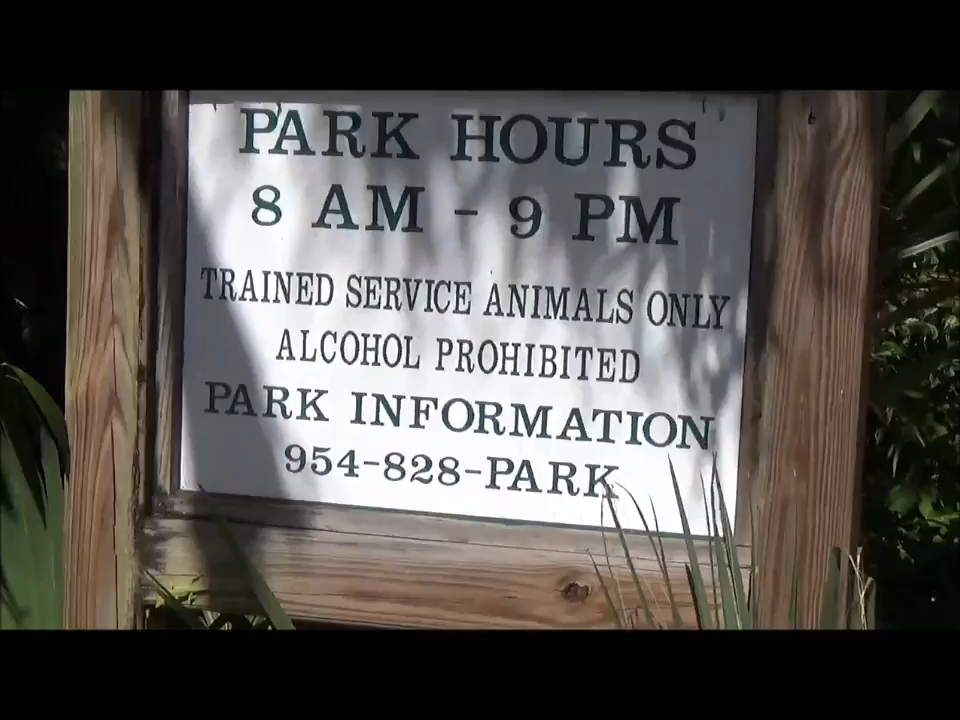 PARK HOURS
8 AM - 9 PM
TRAINED SERVICE ANIMALS ONLY
ALCOHOL PROHIBITED
PARK INFORMATION
954-828-PARK